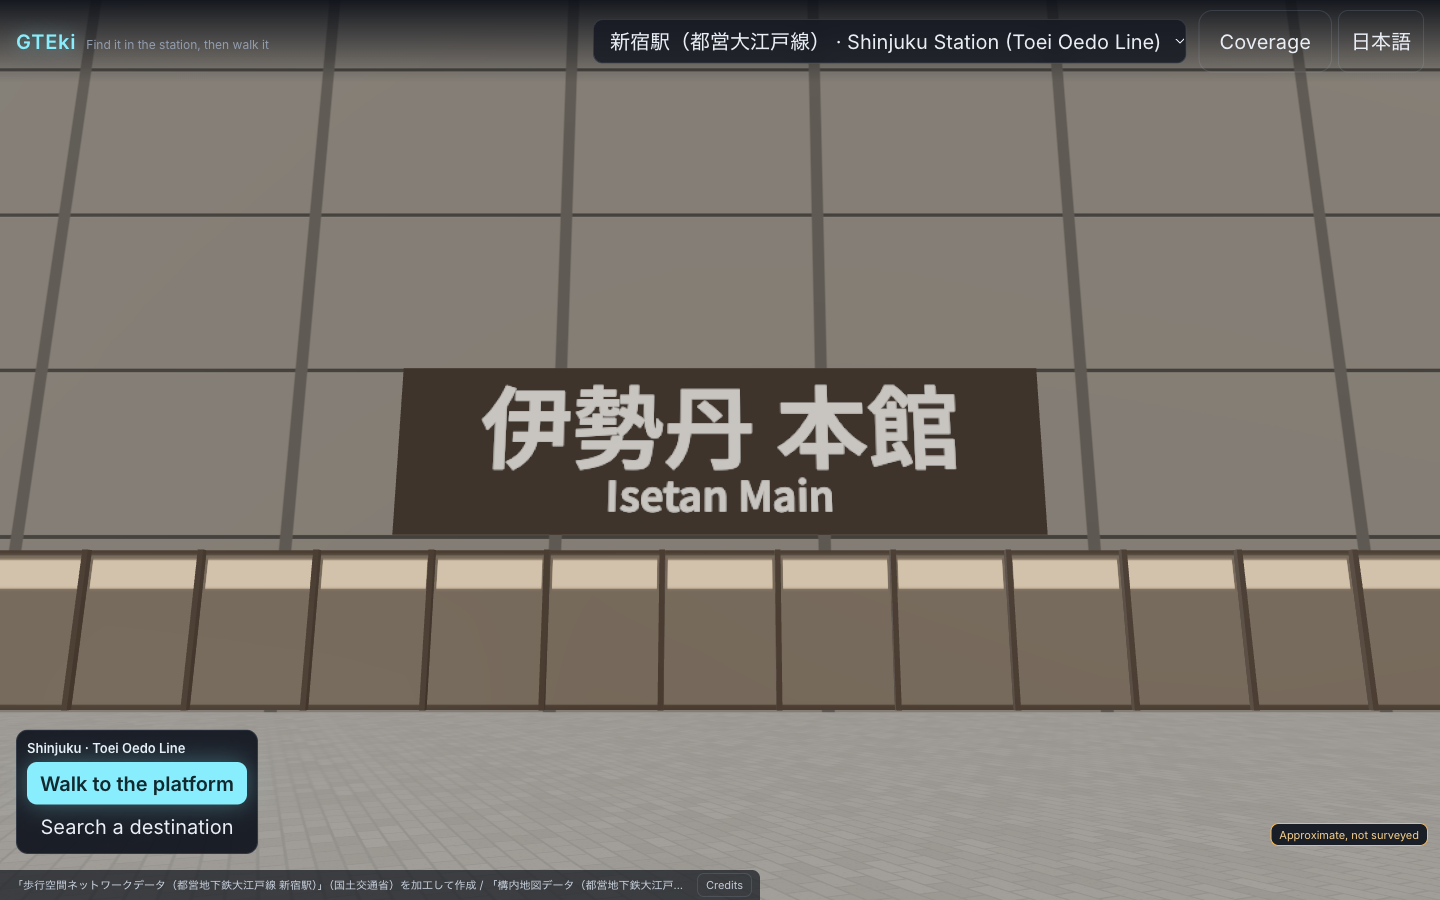 GTEki Find it in the station, then walk it
新宿駅（都営大江戸線） · Shinjuku Station (Toei Oedo Line)
Coverage
日本語
伊勢丹 本館
Isetan Main
Shinjuku · Toei Oedo Line
Walk to the platform
Search a destination
Approximate, not surveyed
「歩行空間ネットワークデータ（都営地下鉄大江戸線 新宿駅）」（国土交通省）を加工して作成 / 「構内地図データ（都営地下鉄大江戸...
Credits